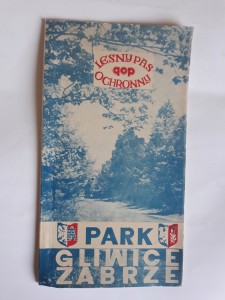 LEŚNY PAS
GOP
OCHRONNY
PARK
GLIWICE
ZABRZE